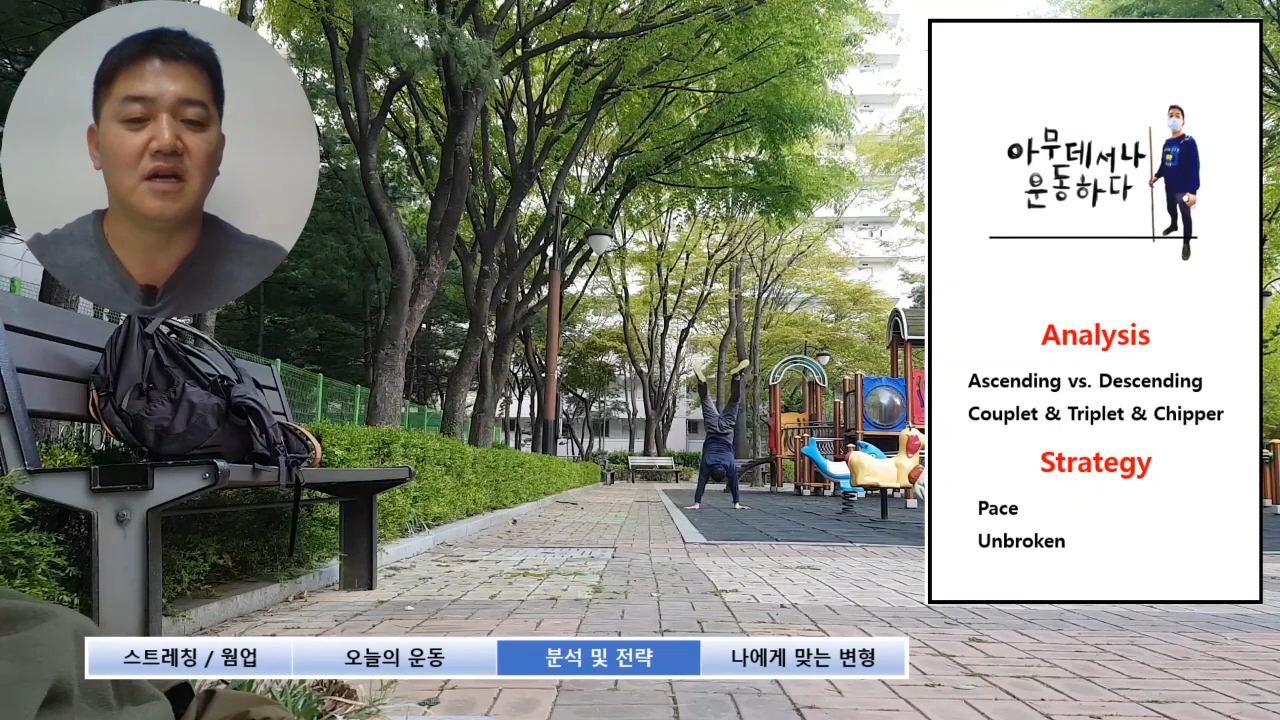 아무데서나
운동하다
Analysis
Ascending vs. Descending
Couplet & Triplet & Chipper
Strategy
Pace
Unbroken
스트레칭 / 웜업
오늘의 운동
분석 및 전략
나에게 맞는 변형